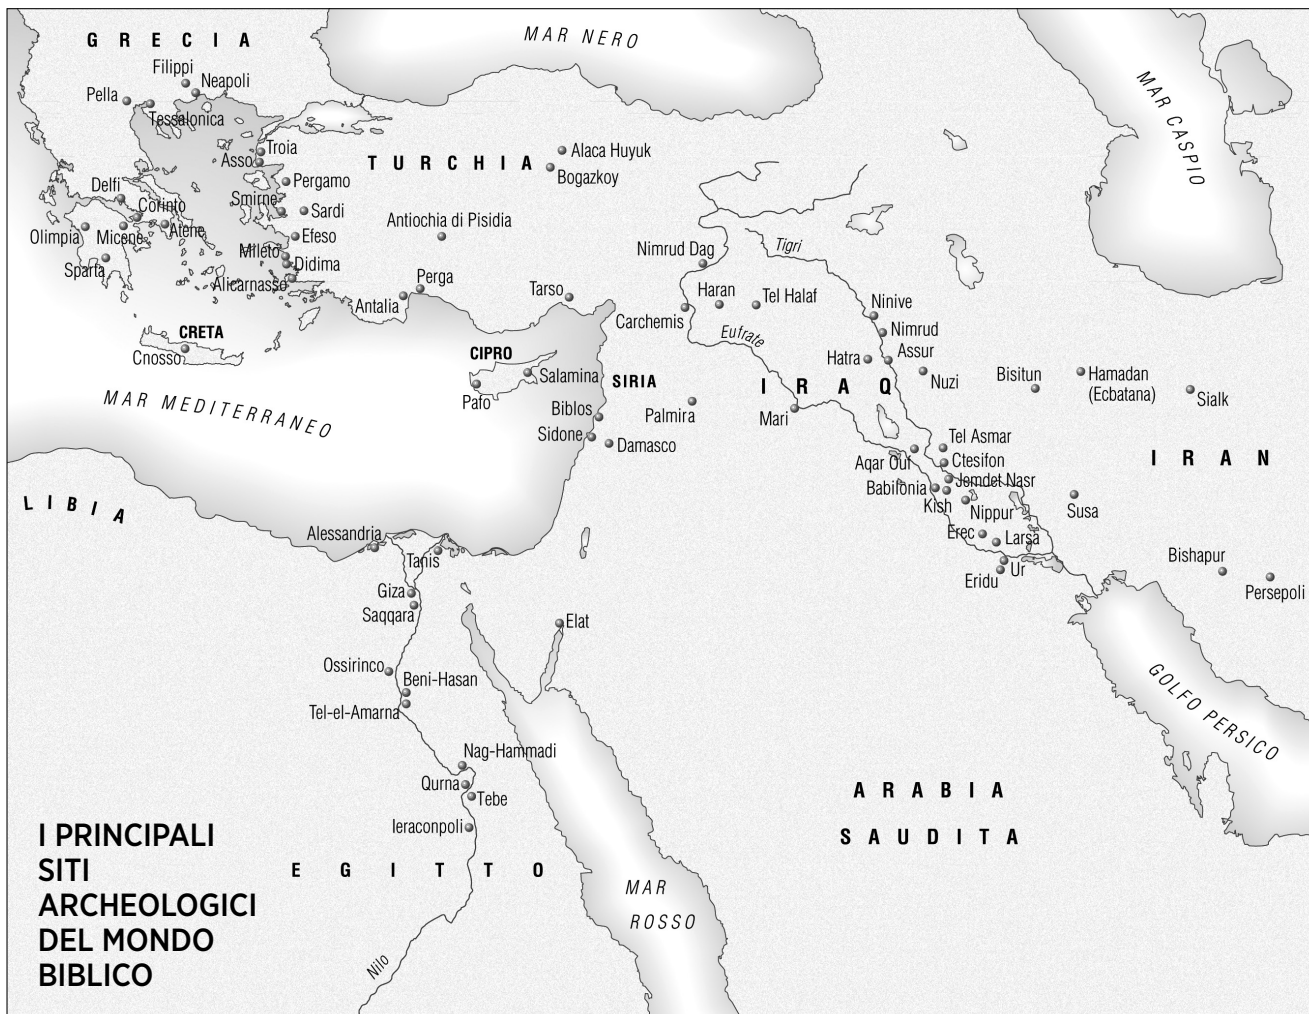 GRECIA
MAR NERO
MAR CASPIO
Filippi
Neapoli
Pella
Tessalonica
Troia
Asso
TURCHIA
Alaca Huyuk
Bogazkoy
Pergamo
Delfi
Corinto
Smirne
Sardi
Antiochia di Pisidia
Olimpia
Micene
Atene
Efeso
Mileto
Didima
Sparta
Alicarnasso
Nimrud Dag
Tigri
Perga
Antalia
Tarso
Haran
Tel Halaf
Ninive
Carchemis
Eufrate
Nimrud
CRETA
Cnosso
CIPRO
Salamina
Pafo
SIRIA
Hatra
Assur
IRAQ
Nuzi
Bisitun
Hamadan
(Ecbatana)
Sialk
MAR MEDITERRANEO
Biblos
Palmira
Mari
Sidone
Damasco
Tel Asmar
Aqar Ouf
Ctesifon
IRAN
Babilonia
Jemdet Nasr
Kish
Nippur
Susa
LIBIA
Alessandria
Tanis
Erec
Larsa
Eridu
Ur
Bishapur
Persepoli
Giza
Saqqara
Elat
Ossirinco
Beni-Hasan
Tel-el-Amarna
GOLFO PERSICO
Nag-Hammadi
Qurna
Tebe
Ieraconpoli
ARABIA
SAUDITA
EGITTO
MAR
ROSSO
Nilo
I PRINCIPALI
SITI
ARCHEOLOGICI
DEL MONDO
BIBLICO